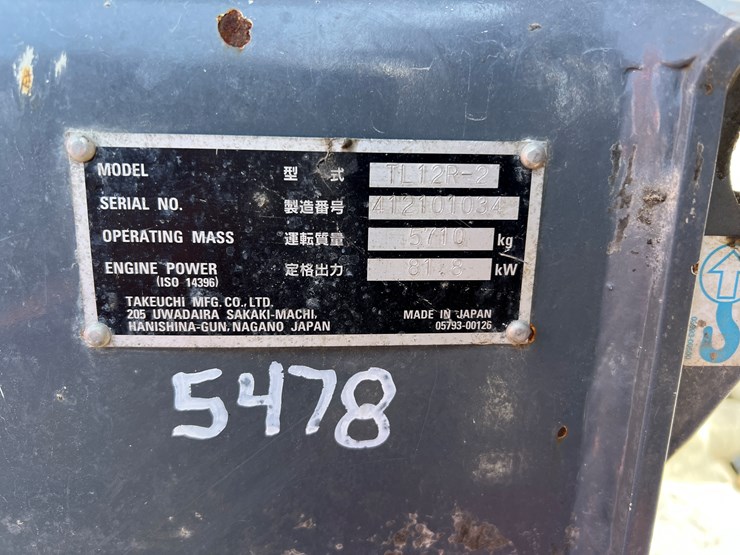 MODEL 型式 TL12R-2
SERIAL NO. 製造番号 412101034
OPERATING MASS 運転質量 5710 kg
ENGINE POWER 定格出力 81.8 kW
(ISO 14396)
TAKEUCHI MFG. CO., LTD.
205 UWADAIRA SAKAKI-MACHI,
HANISHINA-GUN, NAGANO JAPAN
MADE IN JAPAN
05793-00126
5478